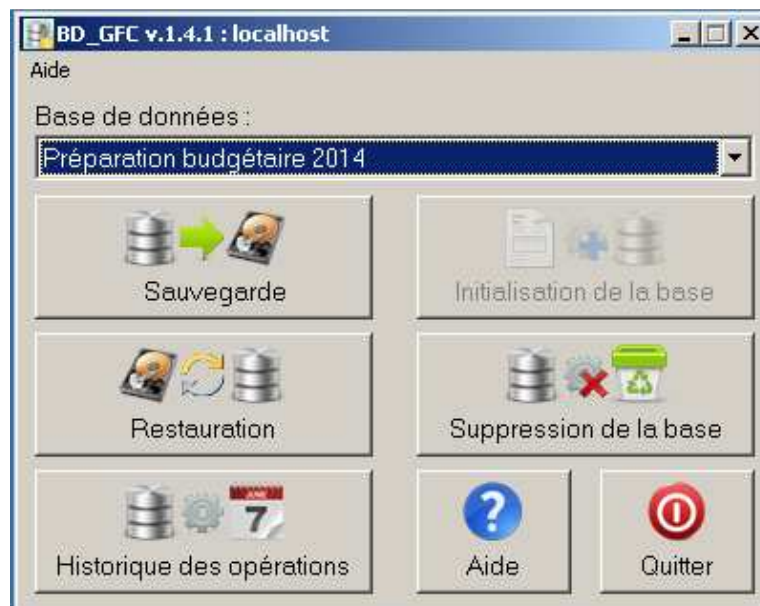 BD_GFC v.1.4.1 : localhost
Aide
Base de données :
Préparation budgétaire 2014
Sauvegarde
Initialisation de la base
Restauration
Suppression de la base
7
Historique des opérations
Aide
Quitter